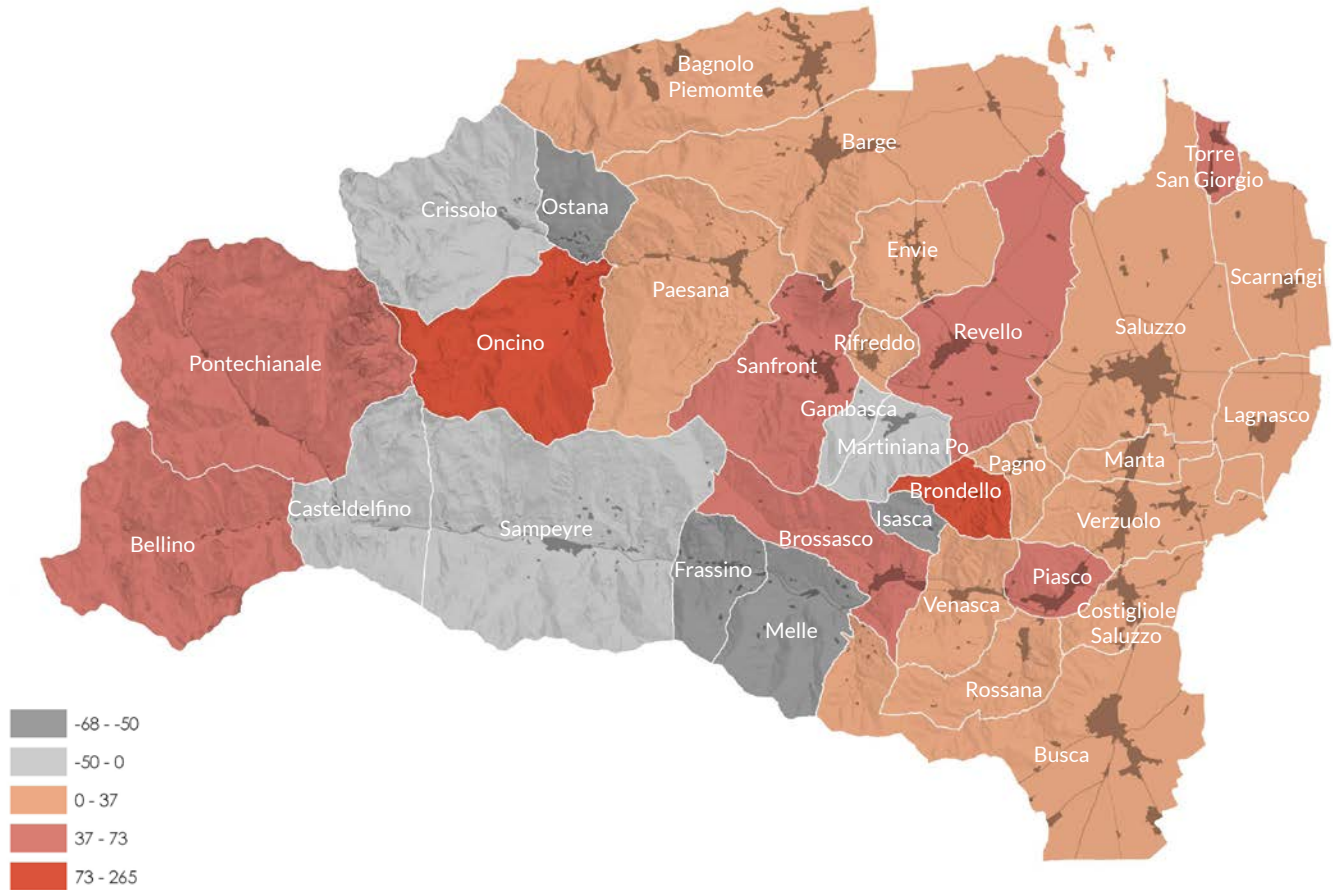 Bagnolo
Piemomte
Barge
Torre
San Giorgio
Crissolo
Ostana
Envie
Scarnafigi
Paesana
Saluzzo
Revello
Rifreddo
Oncino
Pontechianale
Sanfront
Gambasca
Lagnasco
Martiniana Po
Manta
Pagno
Brondello
Casteldelfino
Isasca
Verzuolo
Sampeyre
Brossasco
Bellino
Frassino
Piasco
Venasca
Costigliole
Saluzzo
Melle
Rossana
Busca
-68 - -50
-50 - 0
0 - 37
37 - 73
73 - 265